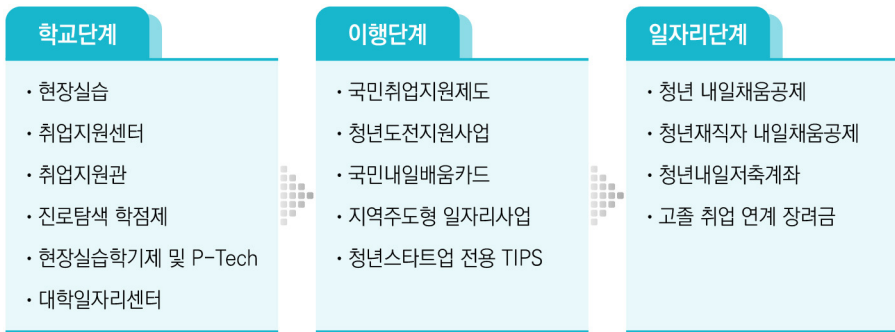 학교단계
· 현장실습
· 취업지원센터
· 취업지원관
· 진로탐색 학점제
· 현장실습학기제 및 P-Tech
· 대학일자리센터
이행단계
· 국민취업지원제도
· 청년도전지원사업
· 국민내일배움카드
· 지역주도형 일자리사업
· 청년스타트업 전용 TIPS
일자리단계
· 청년 내일채움공제
· 청년재직자 내일채움공제
· 청년내일저축계좌
· 고졸 취업 연계 장려금